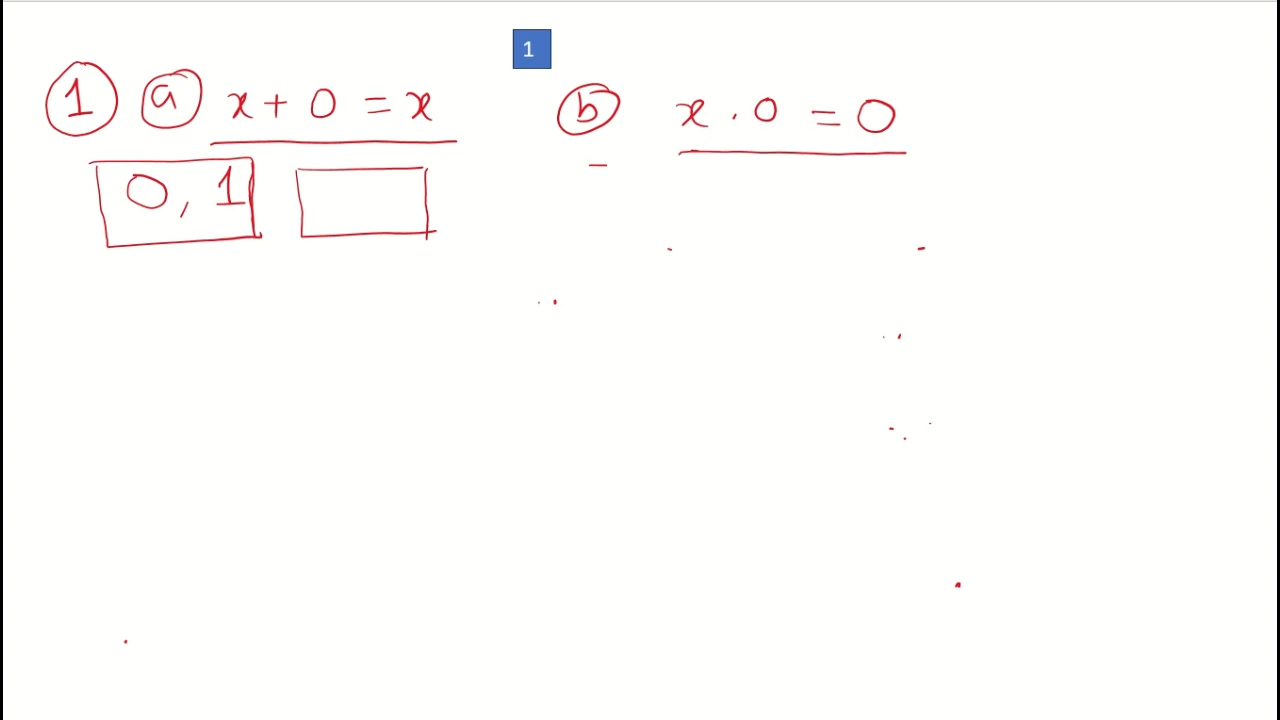 1
① ⓐ x + 0 = x
ⓑ x . 0 = 0
0, 1